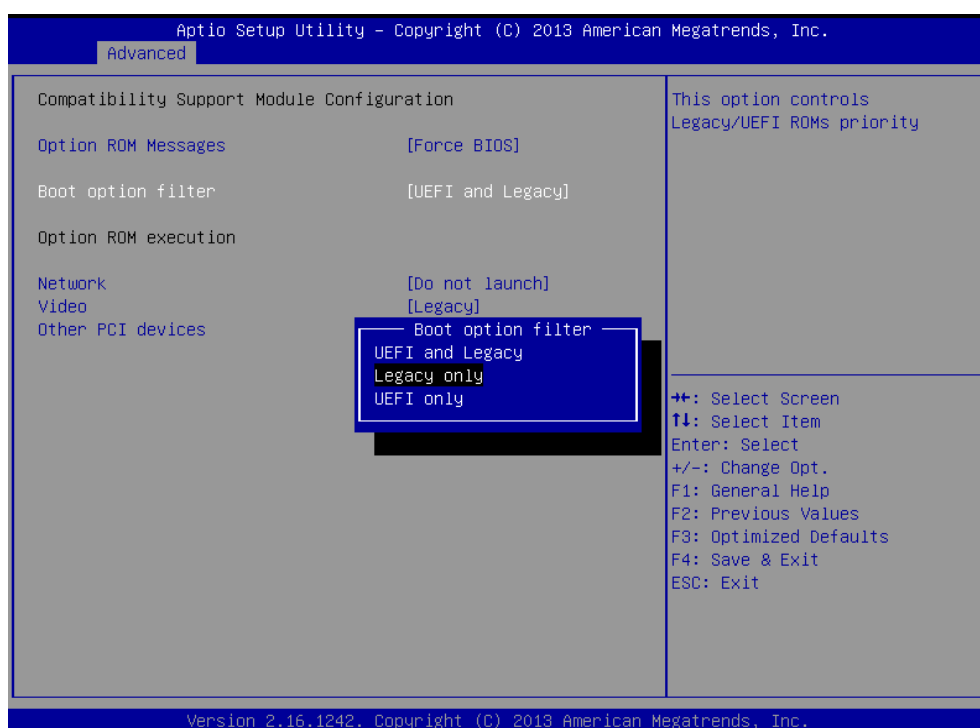 Aptio Setup Utility – Copyright (C) 2013 American Megatrends, Inc.
Advanced
Compatibility Support Module Configuration
Option ROM Messages [Force BIOS]
Boot option filter [UEFI and Legacy]
Option ROM execution
Network [Do not launch]
Video [Legacy]
Other PCI devices
Boot option filter
UEFI and Legacy
Legacy only
UEFI only
This option controls
Legacy/UEFI ROMs priority
→←: Select Screen
↑↓: Select Item
Enter: Select
+/-: Change Opt.
F1: General Help
F2: Previous Values
F3: Optimized Defaults
F4: Save & Exit
ESC: Exit
Version 2.16.1242. Copyright (C) 2013 American Megatrends, Inc.